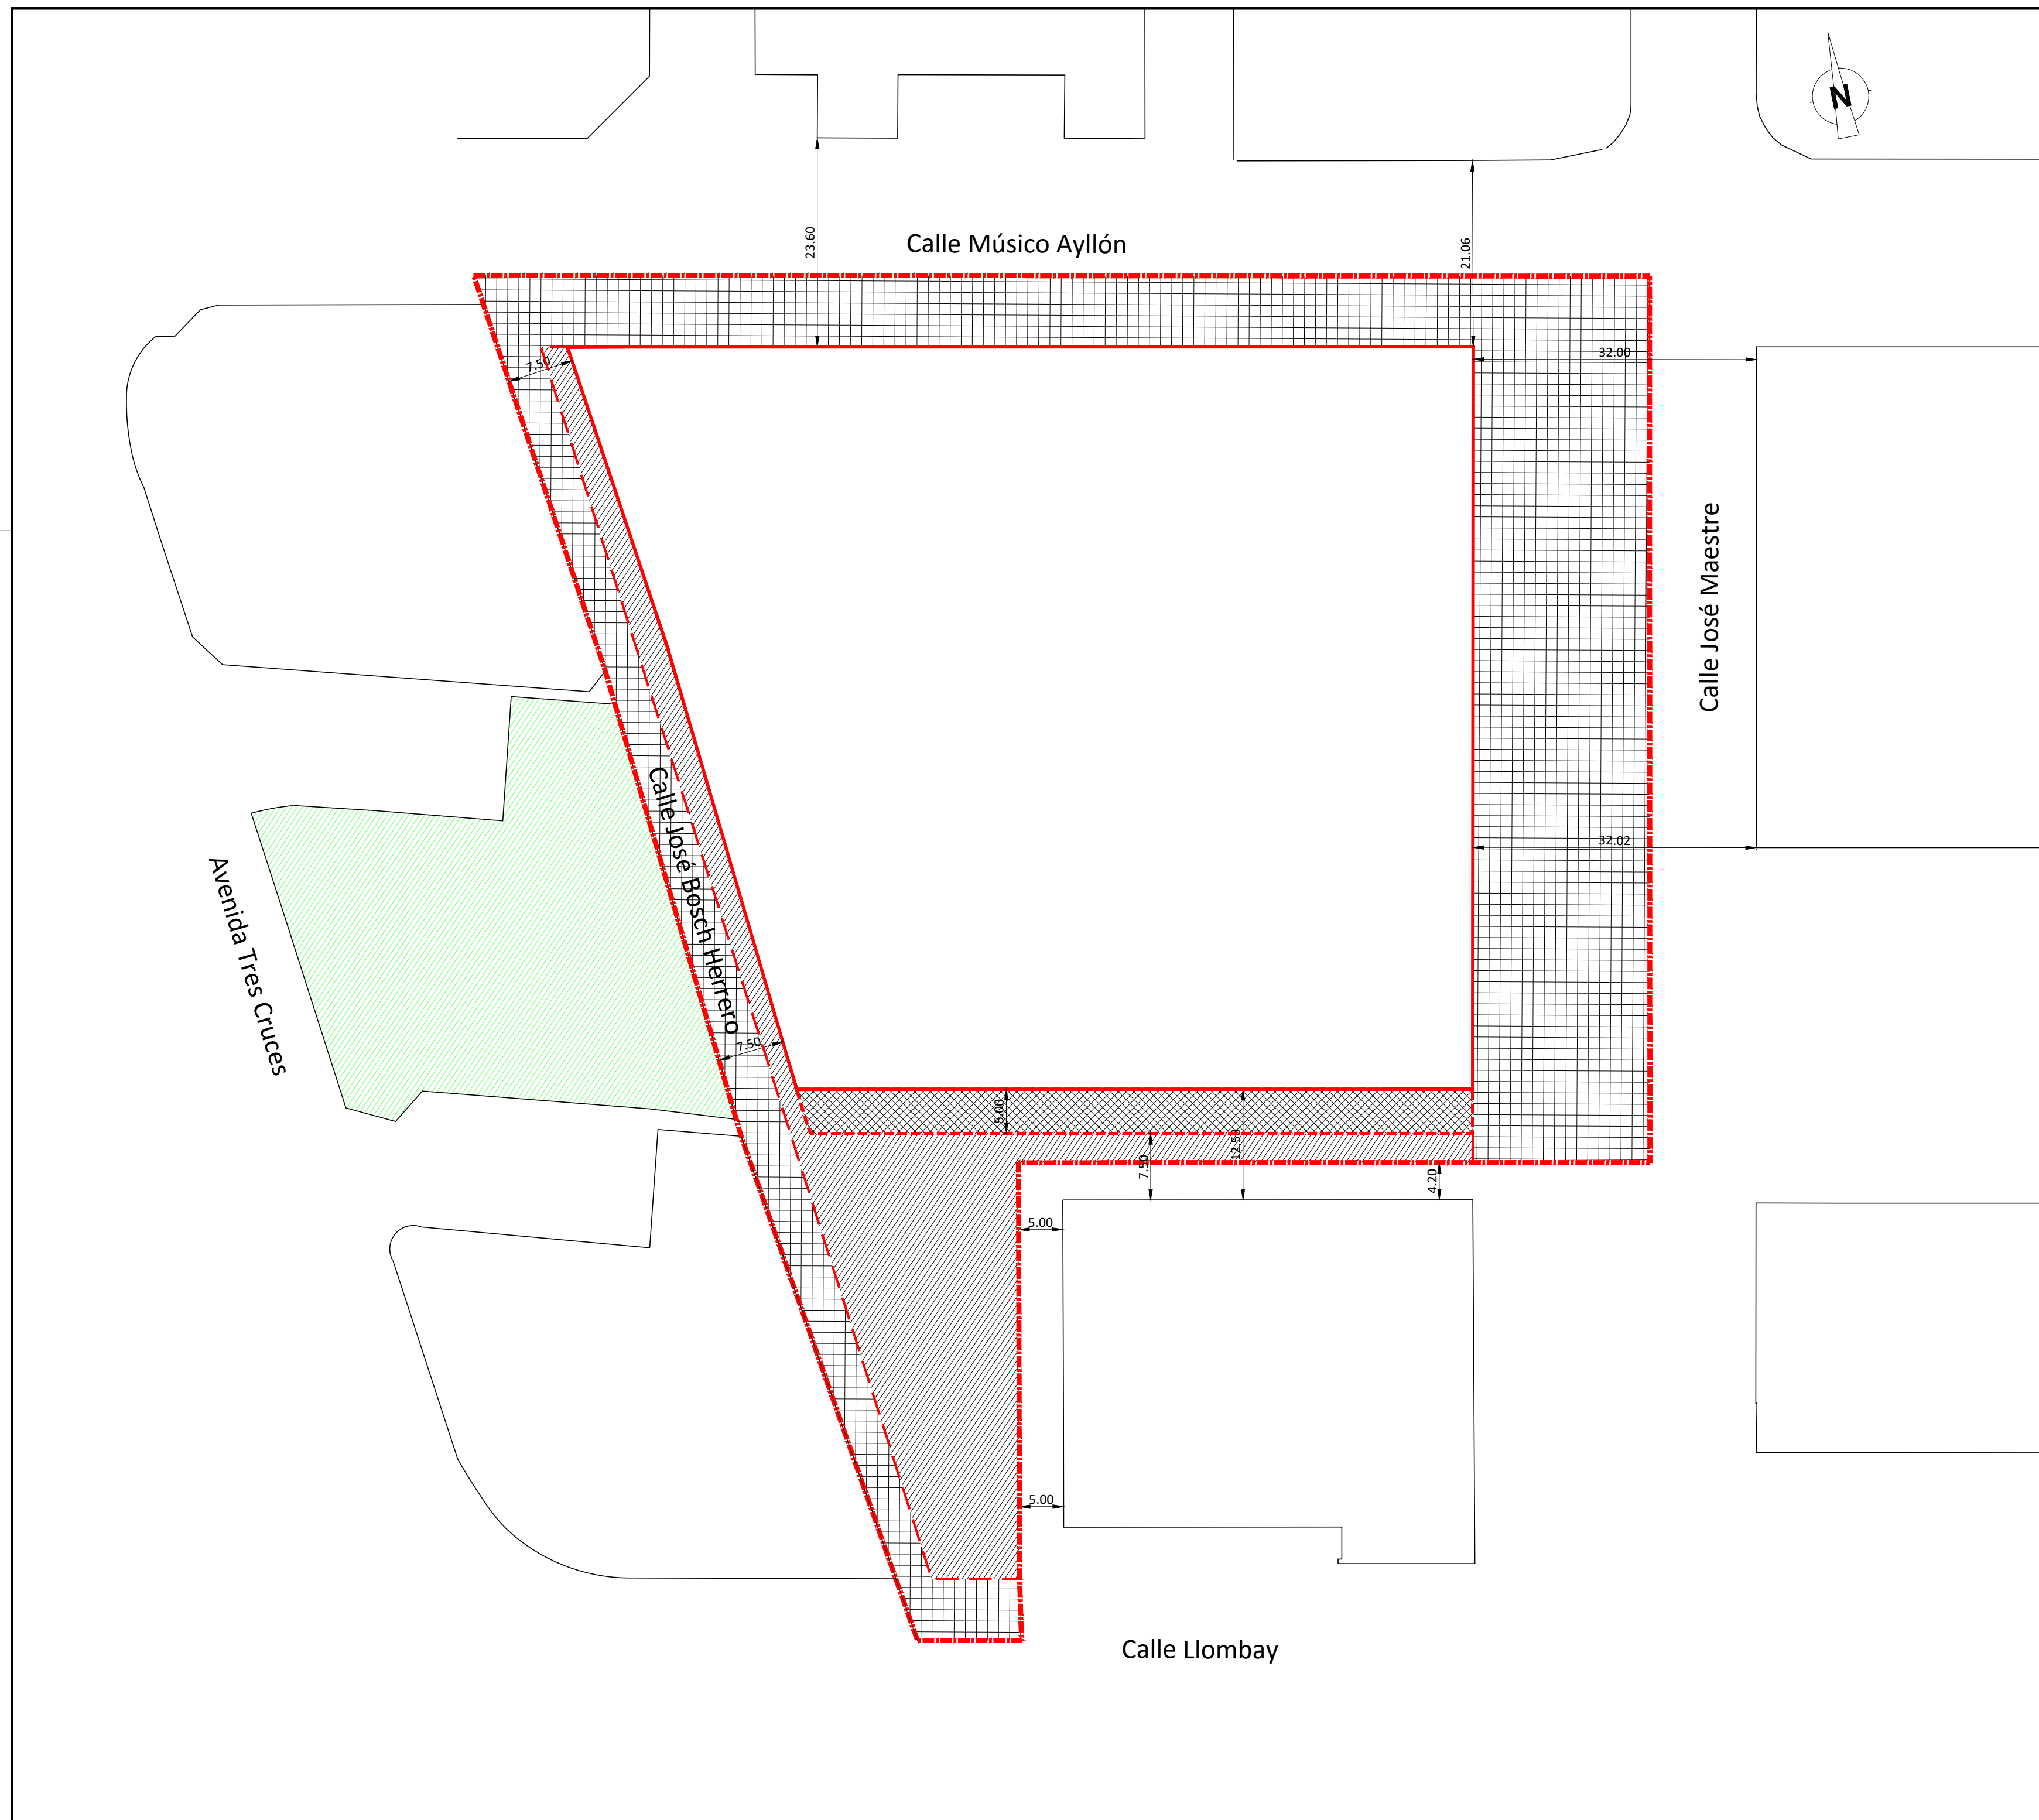 N
23.60
Calle Músico Ayllón
21.06
7.50
32.00
Calle José Maestre
Calle José Bosch Herrero
32.02
Avenida Tres Cruces
7.50
5.00
12.50
7.50
4.20
5.00
5.00
Calle Llombay